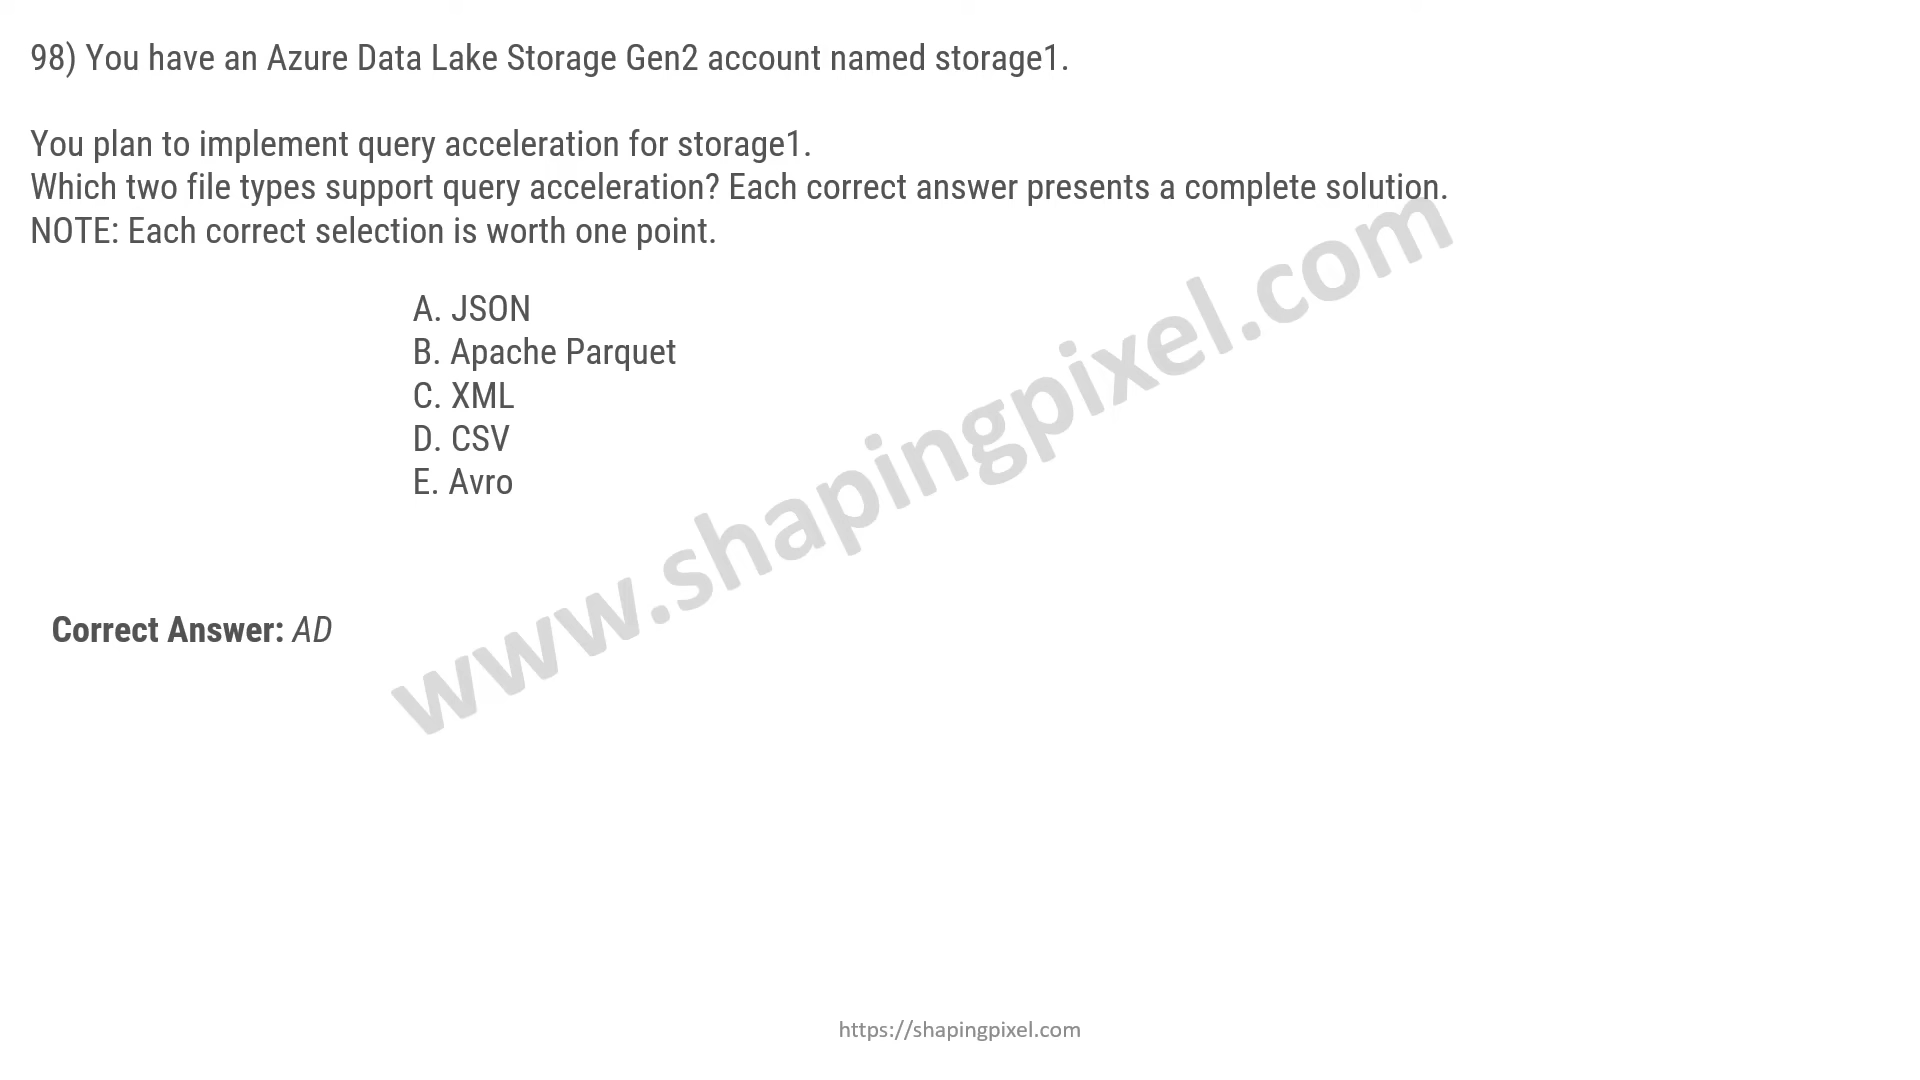 98) You have an Azure Data Lake Storage Gen2 account named storage1.
You plan to implement query acceleration for storage1.
Which two file types support query acceleration? Each correct answer presents a complete solution.
NOTE: Each correct selection is worth one point.
A. JSON
B. Apache Parquet
C. XML
D. CSV
E. Avro
www.shapingpixel.com
Correct Answer: AD
https://shapingpixel.com